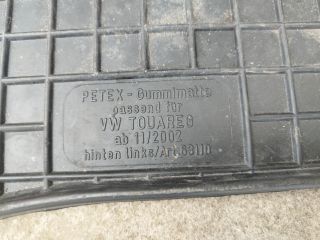 PETEX - Gummimatte
passend für
VW TOUAREG
ab 11/2002
hinten links/Art.63110